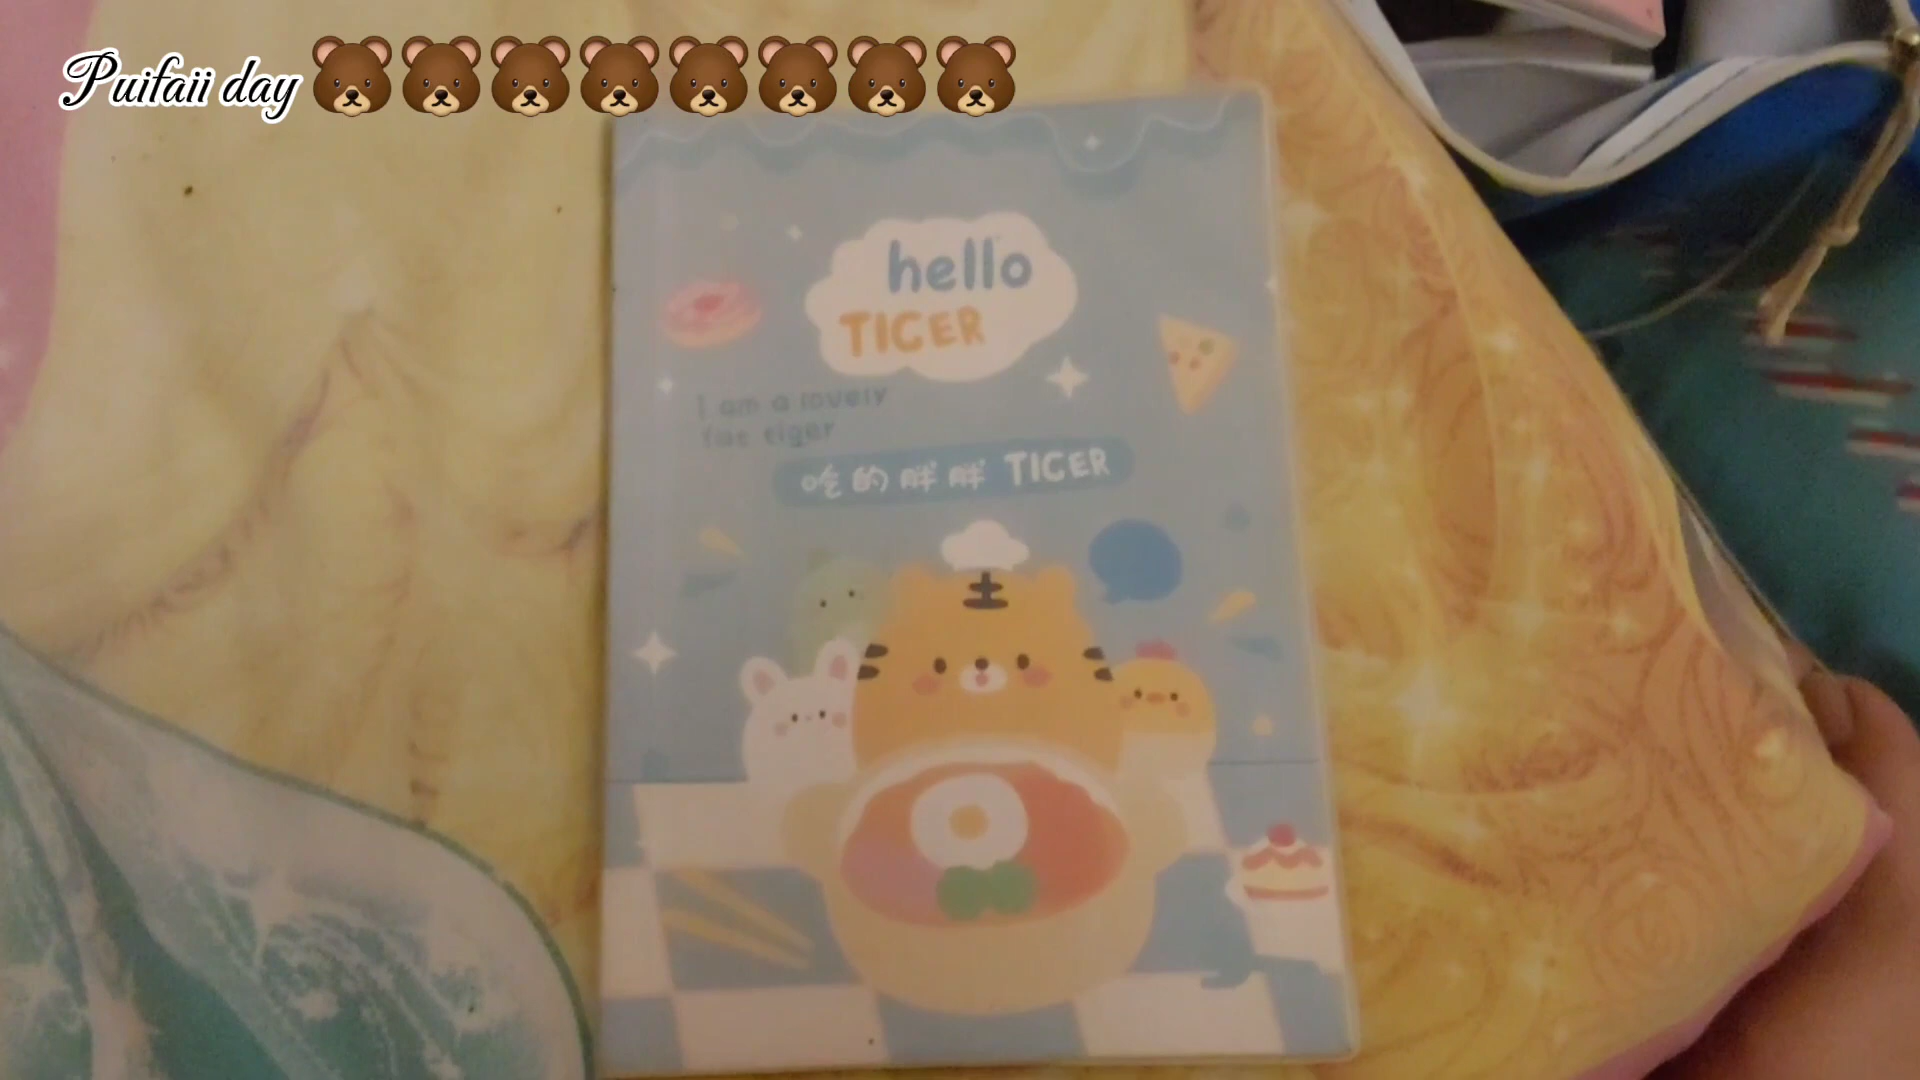 Puifaii day 🐻🐻🐻🐻🐻🐻🐻🐻
hello
TIGER
I am a lovely
fat tiger
吃的胖胖 TIGER